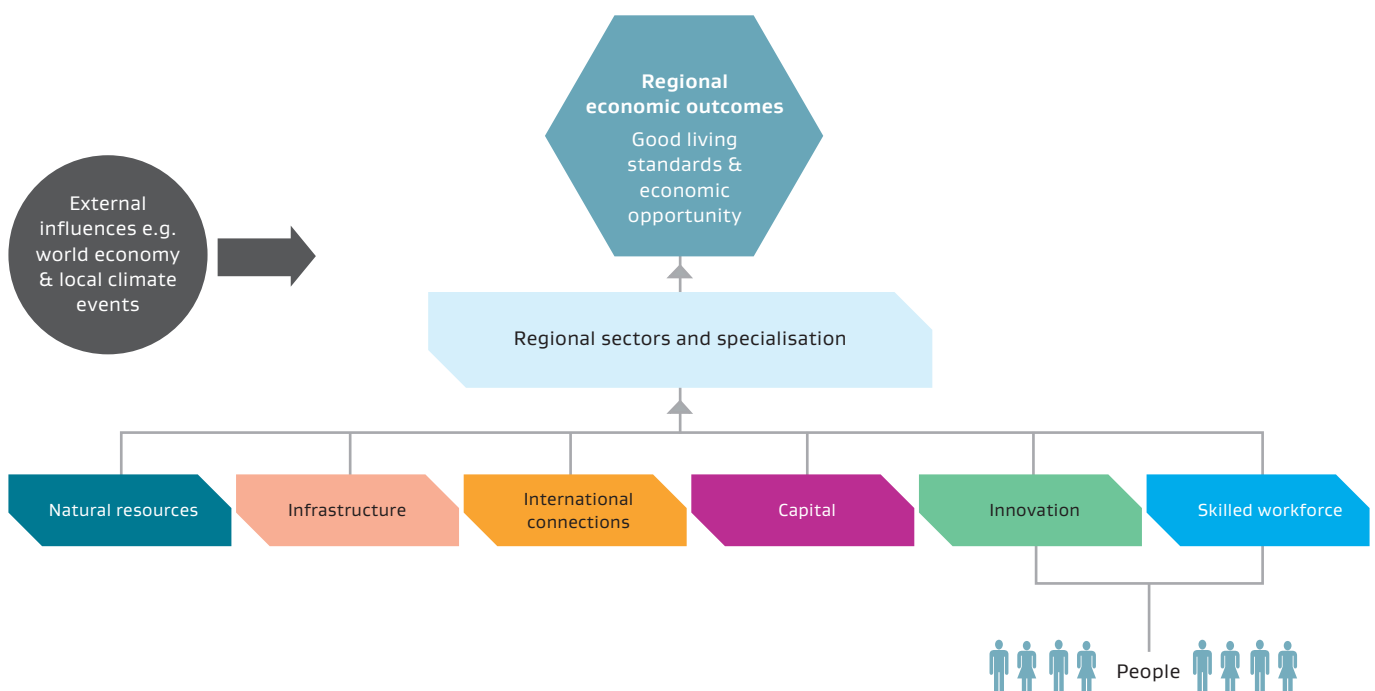 Regional
economic outcomes
Good living
standards &
economic
opportunity
External
influences e.g.
world economy
& local climate
events
Regional sectors and specialisation
Natural resources
Infrastructure
International
connections
Capital
Innovation
Skilled workforce
People